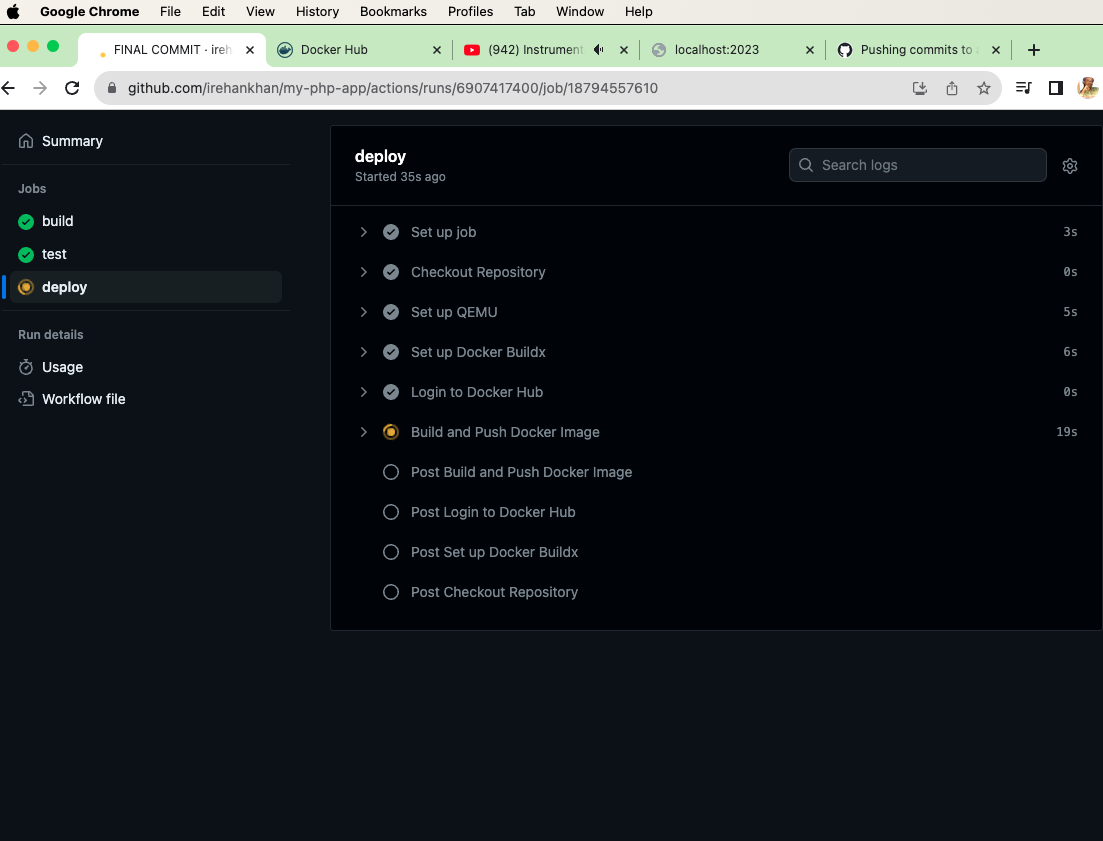 Google Chrome File Edit View History Bookmarks Profiles Tab Window Help
FINAL COMMIT · ireh Docker Hub (942) Instrument localhost:2023 Pushing commits to a
github.com/irehankhan/my-php-app/actions/runs/6907417400/job/18794557610
Summary
Jobs
build
test
deploy
Run details
Usage
Workflow file
deploy
Started 35s ago
Search logs
Set up job 3s
Checkout Repository 0s
Set up QEMU 5s
Set up Docker Buildx 6s
Login to Docker Hub 0s
Build and Push Docker Image 19s
Post Build and Push Docker Image
Post Login to Docker Hub
Post Set up Docker Buildx
Post Checkout Repository